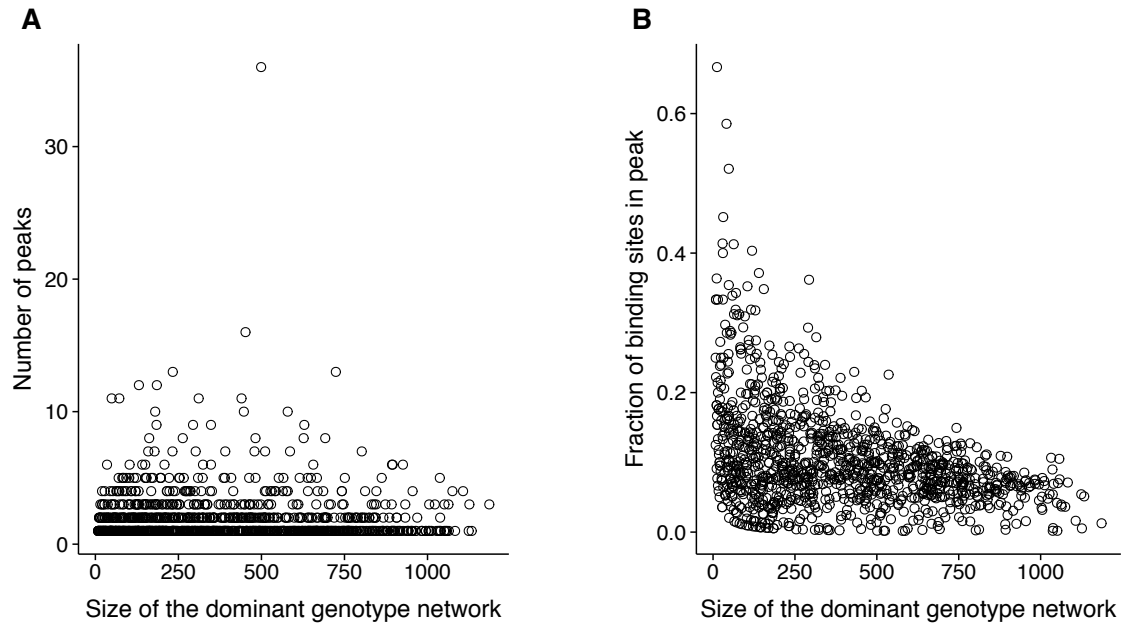 A
Number of peaks
30
20
10
0
0 250 500 750 1000
Size of the dominant genotype network
B
Fraction of binding sites in peak
0.6
0.4
0.2
0.0
0 250 500 750 1000
Size of the dominant genotype network